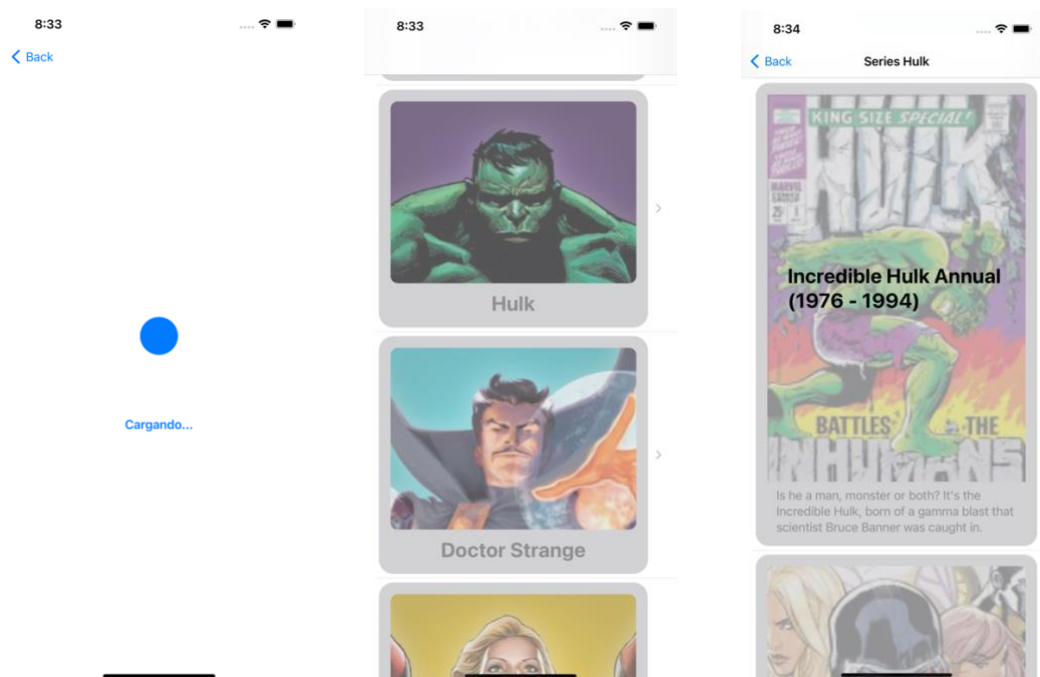 8:33
Back
Cargando...
8:33
Hulk
Doctor Strange
8:34
Back
Series Hulk
KING SIZE SPECIAL!
HULK
MARVEL
COMICS
GROUP
25¢
Incredible Hulk Annual
(1976 - 1994)
BATTLES THE
INHUMANS
Is he a man, monster or both? It's the
Incredible Hulk, born of a gamma blast that
scientist Bruce Banner was caught in.